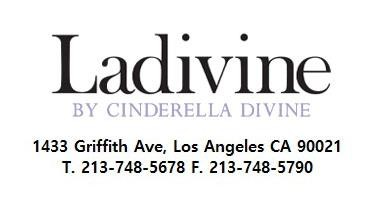 Ladivine
BY CINDERELLA DIVINE
1433 Griffith Ave, Los Angeles CA 90021
T. 213-748-5678 F. 213-748-5790